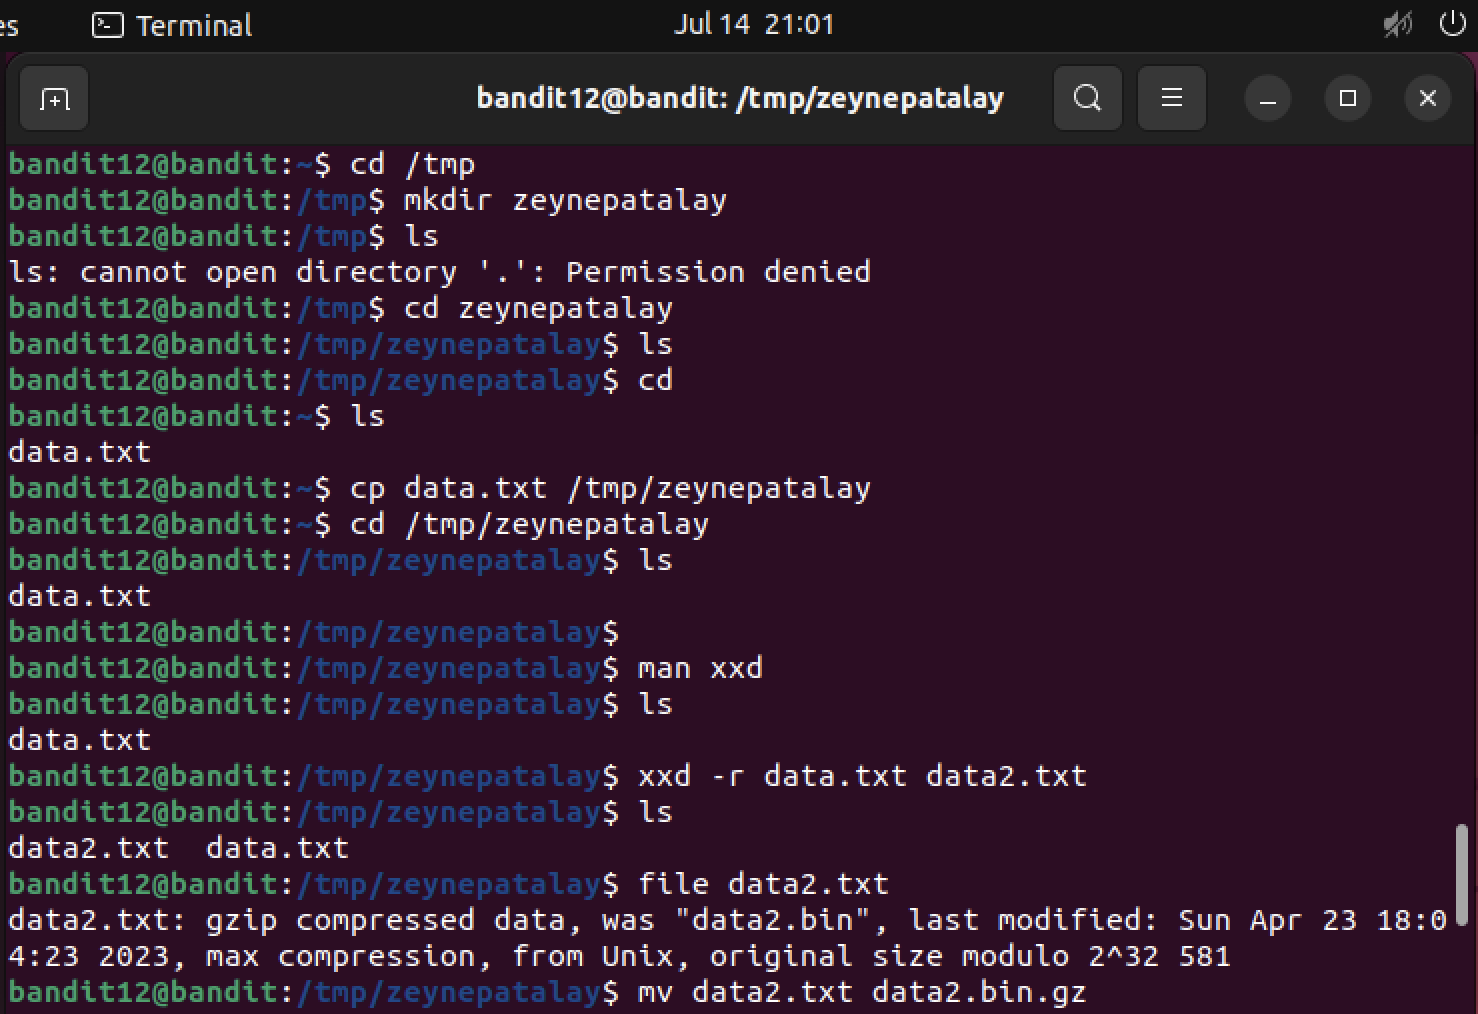 es
Terminal
Jul 14 21:01
bandit12@bandit: /tmp/zeynepatalay
bandit12@bandit:~$ cd /tmp
bandit12@bandit:/tmp$ mkdir zeynepatalay
bandit12@bandit:/tmp$ ls
ls: cannot open directory '.': Permission denied
bandit12@bandit:/tmp$ cd zeynepatalay
bandit12@bandit:/tmp/zeynepatalay$ ls
bandit12@bandit:/tmp/zeynepatalay$ cd
bandit12@bandit:~$ ls
data.txt
bandit12@bandit:~$ cp data.txt /tmp/zeynepatalay
bandit12@bandit:~$ cd /tmp/zeynepatalay
bandit12@bandit:/tmp/zeynepatalay$ ls
data.txt
bandit12@bandit:/tmp/zeynepatalay$
bandit12@bandit:/tmp/zeynepatalay$ man xxd
bandit12@bandit:/tmp/zeynepatalay$ ls
data.txt
bandit12@bandit:/tmp/zeynepatalay$ xxd -r data.txt data2.txt
bandit12@bandit:/tmp/zeynepatalay$ ls
data2.txt  data.txt
bandit12@bandit:/tmp/zeynepatalay$ file data2.txt
data2.txt: gzip compressed data, was "data2.bin", last modified: Sun Apr 23 18:0
4:23 2023, max compression, from Unix, original size modulo 2^32 581
bandit12@bandit:/tmp/zeynepatalay$ mv data2.txt data2.bin.gz